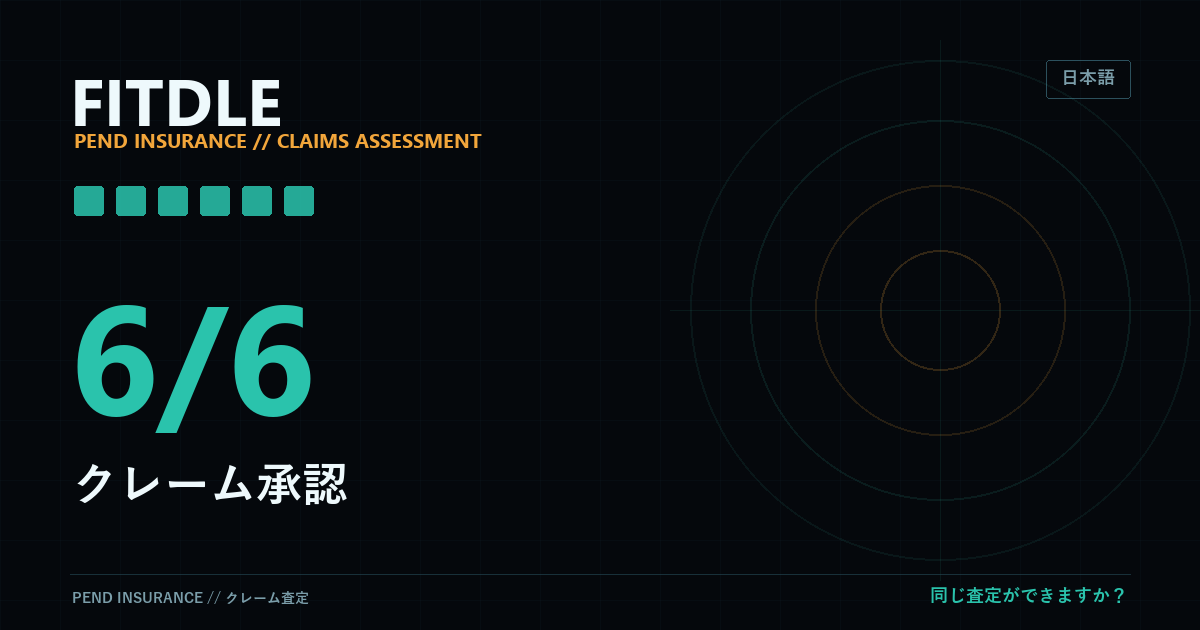 FITDLE
日本語
PEND INSURANCE // CLAIMS ASSESSMENT
6/6
クレーム承認
PEND INSURANCE // クレーム査定
同じ査定ができますか？